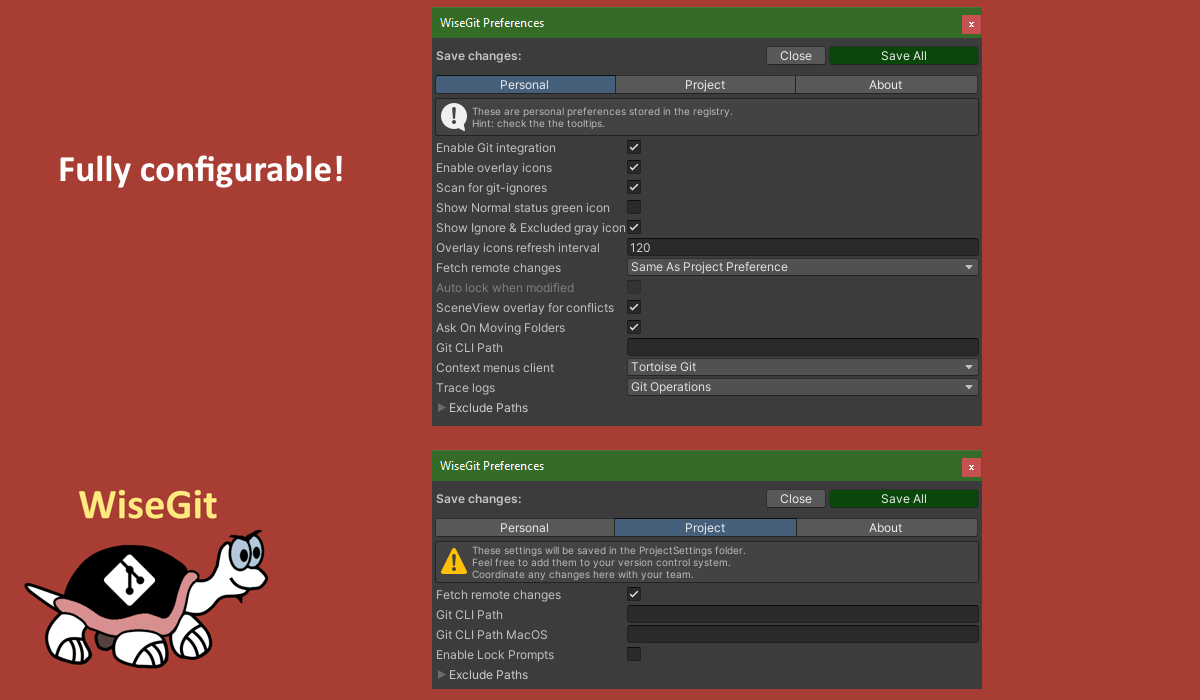 Fully configurable!
WiseGit
WiseGit Preferences
x
Save changes:
Close
Save All
Personal
Project
About
These are personal preferences stored in the registry.
Hint: check the the tooltips.
Enable Git integration
Enable overlay icons
Scan for git-ignores
Show Normal status green icon
Show Ignore & Excluded gray icon
Overlay icons refresh interval 120
Fetch remote changes Same As Project Preference
Auto lock when modified
SceneView overlay for conflicts
Ask On Moving Folders
Git CLI Path
Context menus client Tortoise Git
Trace logs Git Operations
Exclude Paths
WiseGit Preferences
x
Save changes:
Close
Save All
Personal
Project
About
These settings will be saved in the ProjectSettings folder.
Feel free to add them to your version control system.
Coordinate any changes here with your team.
Fetch remote changes
Git CLI Path
Git CLI Path MacOS
Enable Lock Prompts
Exclude Paths